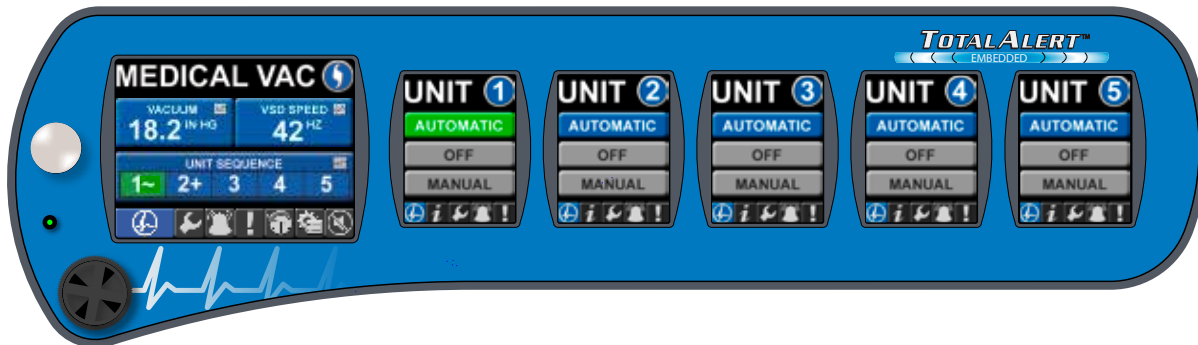 TOTALALERT™
EMBEDDED
MEDICAL VAC
VACUUM
18.2 IN HG
VSD SPEED
42 HZ
UNIT SEQUENCE
1~ 2+ 3 4 5
UNIT 1
AUTOMATIC
OFF
MANUAL
UNIT 2
AUTOMATIC
OFF
MANUAL
UNIT 3
AUTOMATIC
OFF
MANUAL
UNIT 4
AUTOMATIC
OFF
MANUAL
UNIT 5
AUTOMATIC
OFF
MANUAL